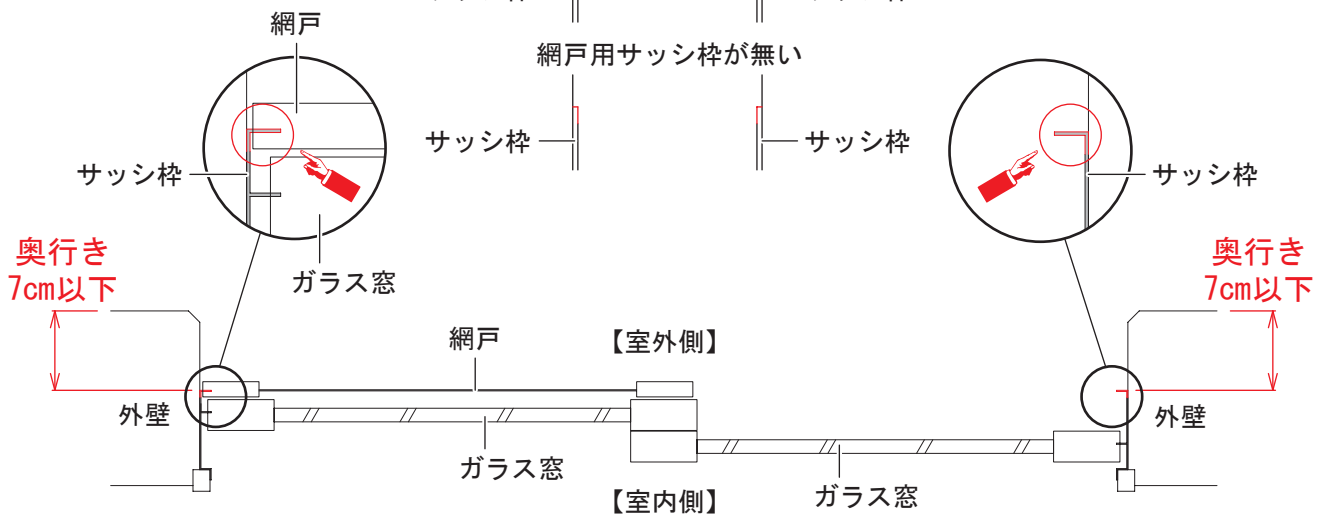 網戸
網戸用サッシ枠が無い
サッシ枠
サッシ枠
サッシ枠
サッシ枠
奥行き
7cm以下
ガラス窓
奥行き
7cm以下
網戸
【室外側】
外壁
外壁
ガラス窓
ガラス窓
【室内側】